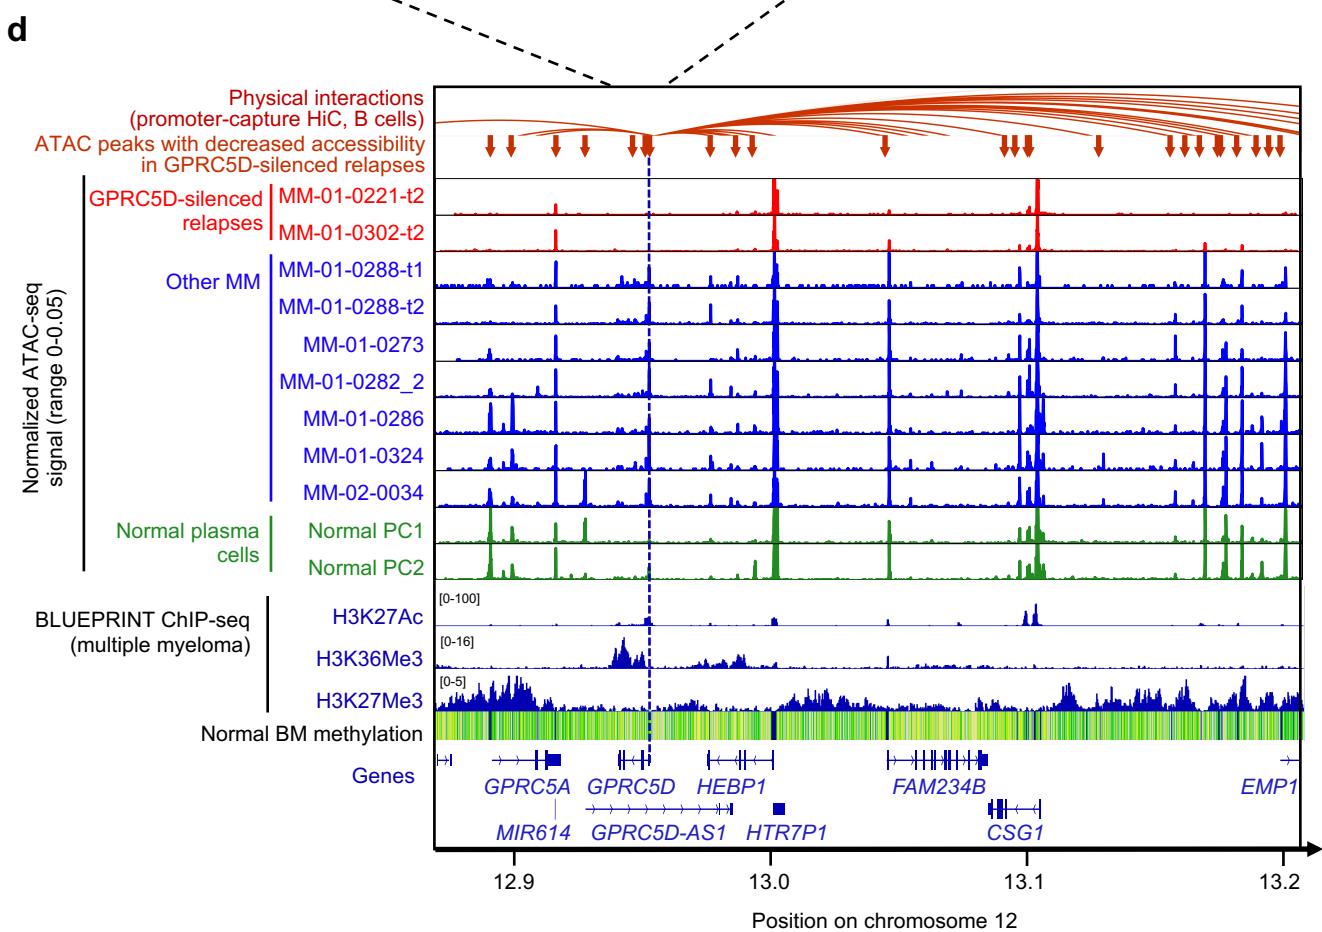 d
Physical interactions
(promoter-capture HiC, B cells)
ATAC peaks with decreased accessibility
in GPRC5D-silenced relapses
Normalized ATAC-seq
signal (range 0-0.05)
GPRC5D-silenced
relapses
MM-01-0221-t2
MM-01-0302-t2
Other MM
MM-01-0288-t1
MM-01-0288-t2
MM-01-0273
MM-01-0282_2
MM-01-0286
MM-01-0324
MM-02-0034
Normal plasma
cells
Normal PC1
Normal PC2
BLUEPRINT ChIP-seq
(multiple myeloma)
H3K27Ac
[0-100]
H3K36Me3
[0-16]
H3K27Me3
[0-5]
Normal BM methylation
Genes
GPRC5A GPRC5D HEBP1 FAM234B EMP1
MIR614 GPRC5D-AS1 HTR7P1 CSG1
12.9 13.0 13.1 13.2
Position on chromosome 12